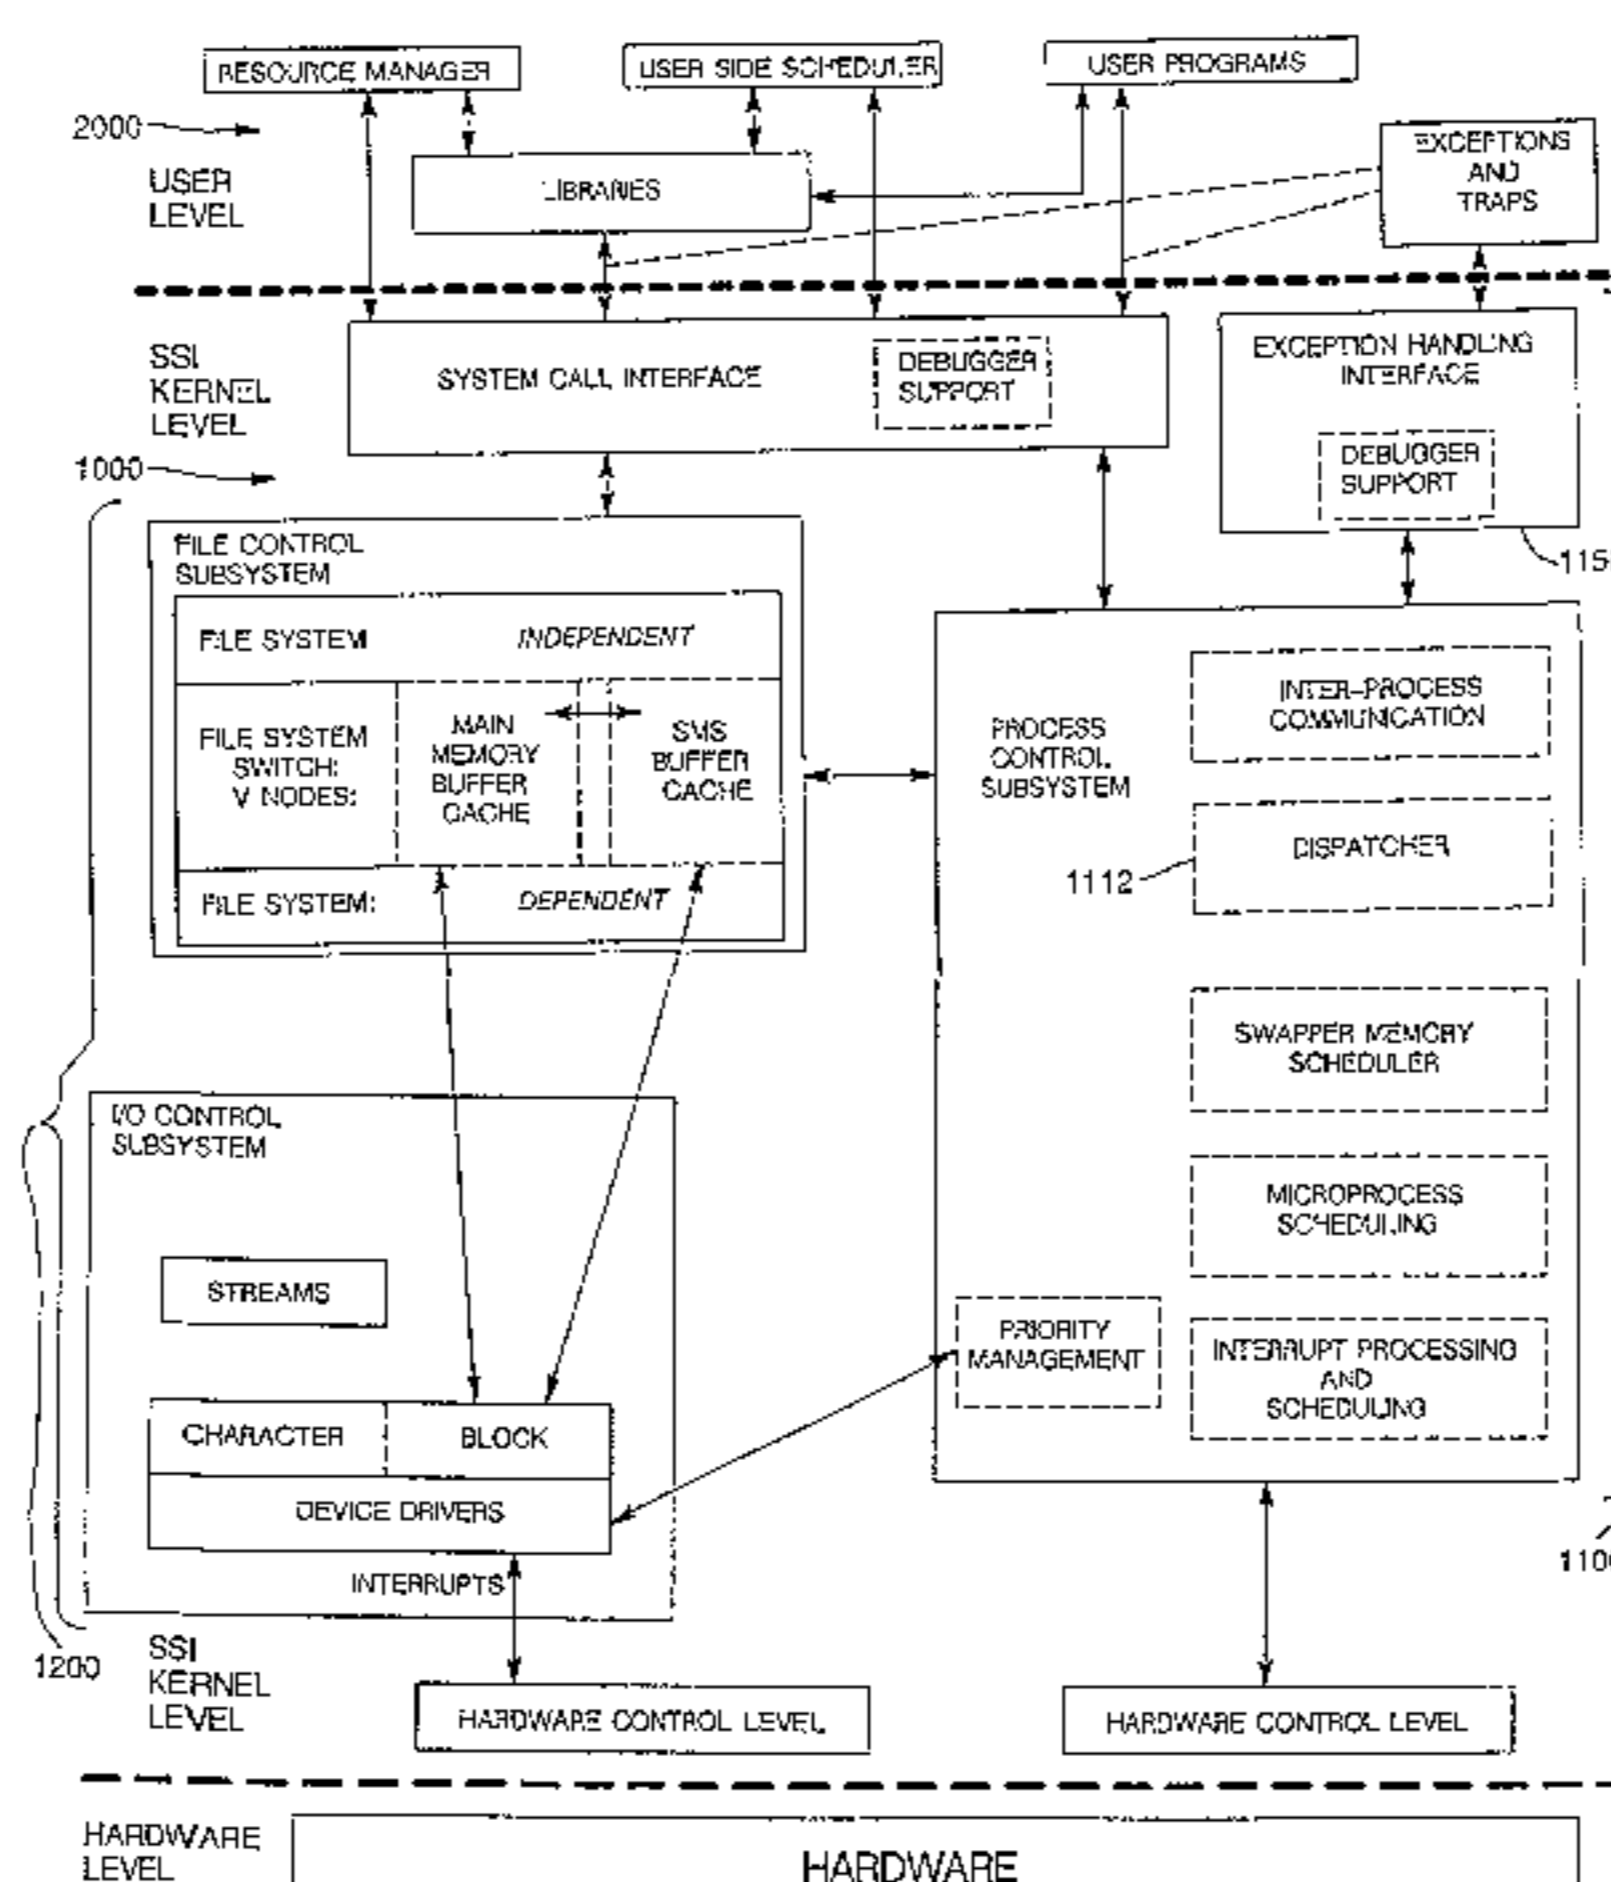 RESOURCE MANAGER
USER SIDE SCHEDULER
USER PROGRAMS
2000
USER
LEVEL
LIBRARIES
EXCEPTIONS
AND
TRAPS
SSI
KERNEL
LEVEL
1000
SYSTEM CALL INTERFACE
DEBUGGER
SUPPORT
EXCEPTION HANDLING
INTERFACE
DEBUGGER
SUPPORT
FILE CONTROL
SUBSYSTEM
FILE SYSTEM INDEPENDENT
FILE SYSTEM
SWITCH:
V NODES:
MAIN
MEMORY
BUFFER
CACHE
SMS
BUFFER
CACHE
FILE SYSTEM: DEPENDENT
PROCESS
CONTROL
SUBSYSTEM
INTER-PROCESS
COMMUNICATION
DISPATCHER
1112
SWAPPER MEMORY
SCHEDULER
MICROPROCESS
SCHEDULING
PRIORITY
MANAGEMENT
INTERRUPT PROCESSING
AND
SCHEDULING
I/O CONTROL
SUBSYSTEM
STREAMS
CHARACTER
BLOCK
DEVICE DRIVERS
INTERRUPTS
1200
SSI
KERNEL
LEVEL
HARDWARE CONTROL LEVEL
HARDWARE CONTROL LEVEL
HARDWARE
LEVEL
HARDWARE